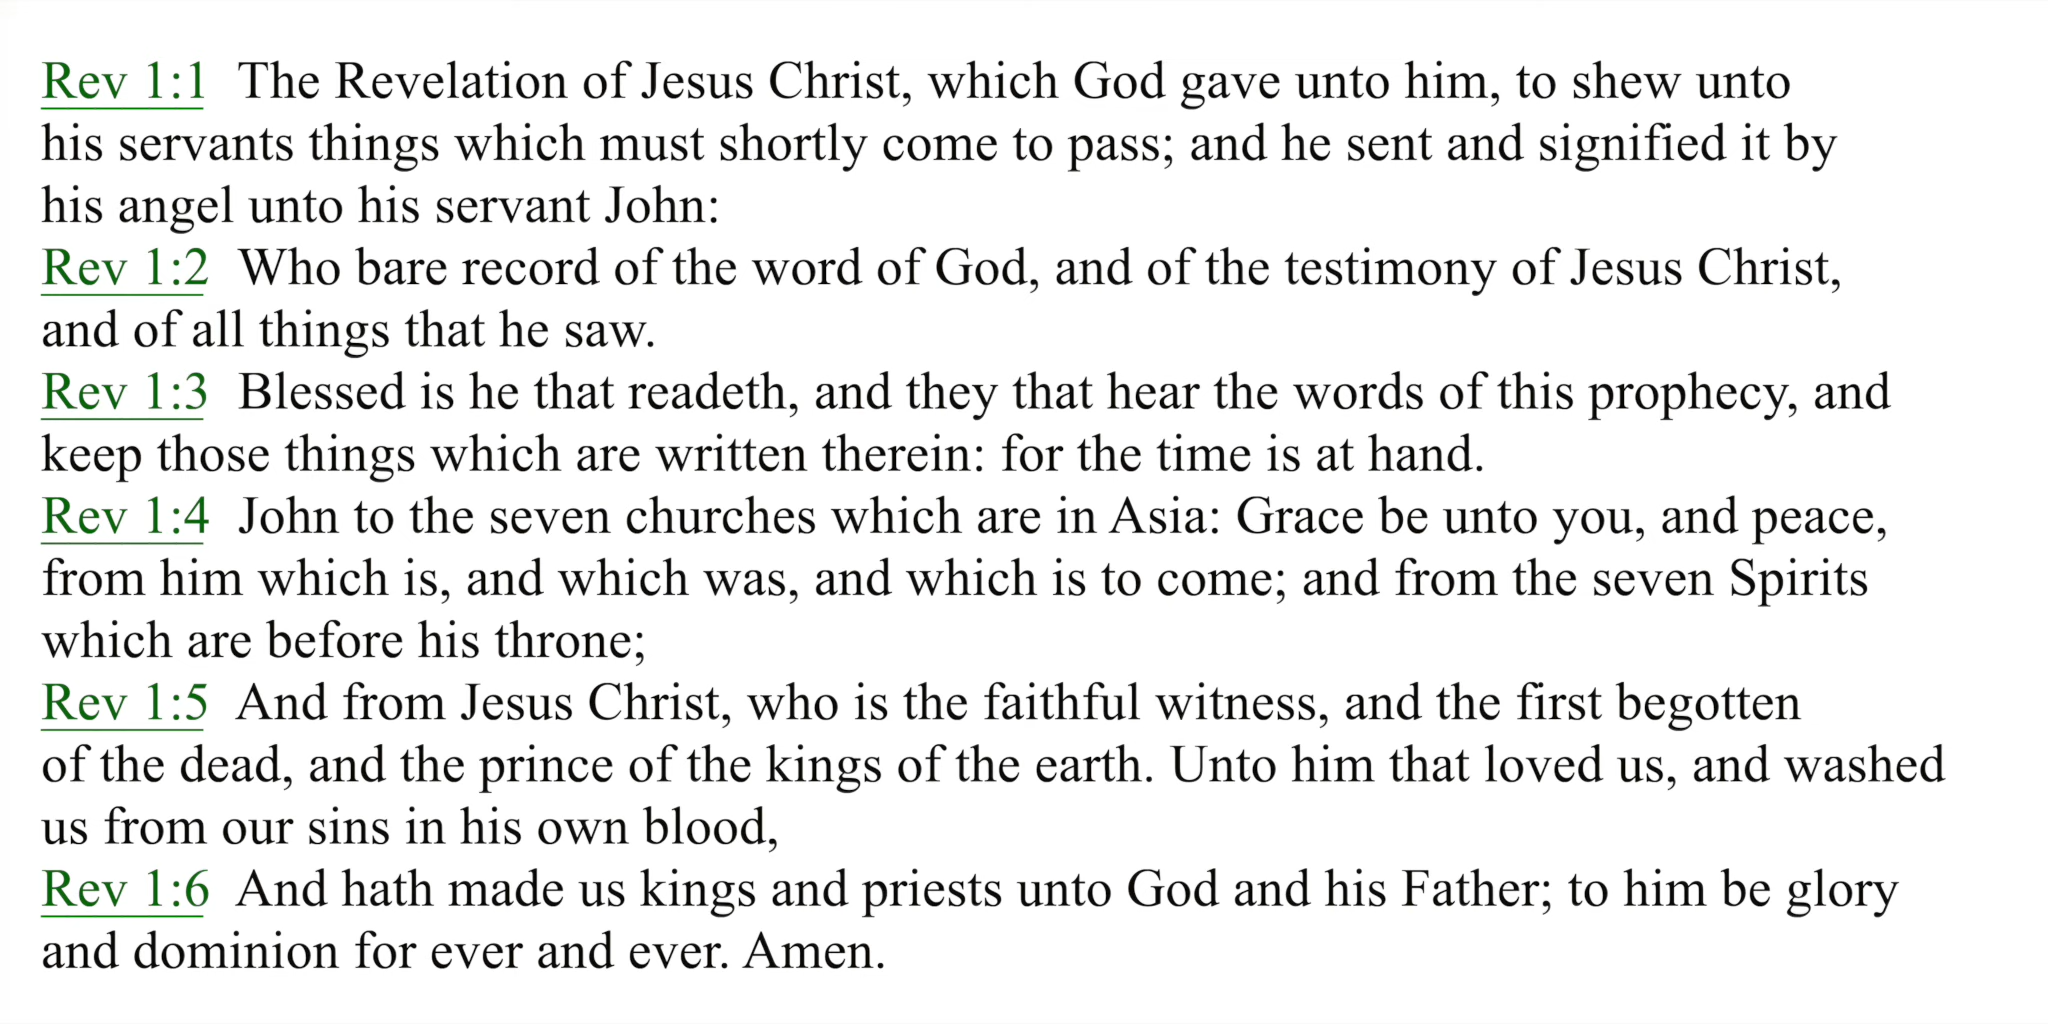 Rev 1:1  The Revelation of Jesus Christ, which God gave unto him, to shew unto
his servants things which must shortly come to pass; and he sent and signified it by
his angel unto his servant John:
Rev 1:2  Who bare record of the word of God, and of the testimony of Jesus Christ,
and of all things that he saw.
Rev 1:3  Blessed is he that readeth, and they that hear the words of this prophecy, and
keep those things which are written therein: for the time is at hand.
Rev 1:4  John to the seven churches which are in Asia: Grace be unto you, and peace,
from him which is, and which was, and which is to come; and from the seven Spirits
which are before his throne;
Rev 1:5  And from Jesus Christ, who is the faithful witness, and the first begotten
of the dead, and the prince of the kings of the earth. Unto him that loved us, and washed
us from our sins in his own blood,
Rev 1:6  And hath made us kings and priests unto God and his Father; to him be glory
and dominion for ever and ever. Amen.